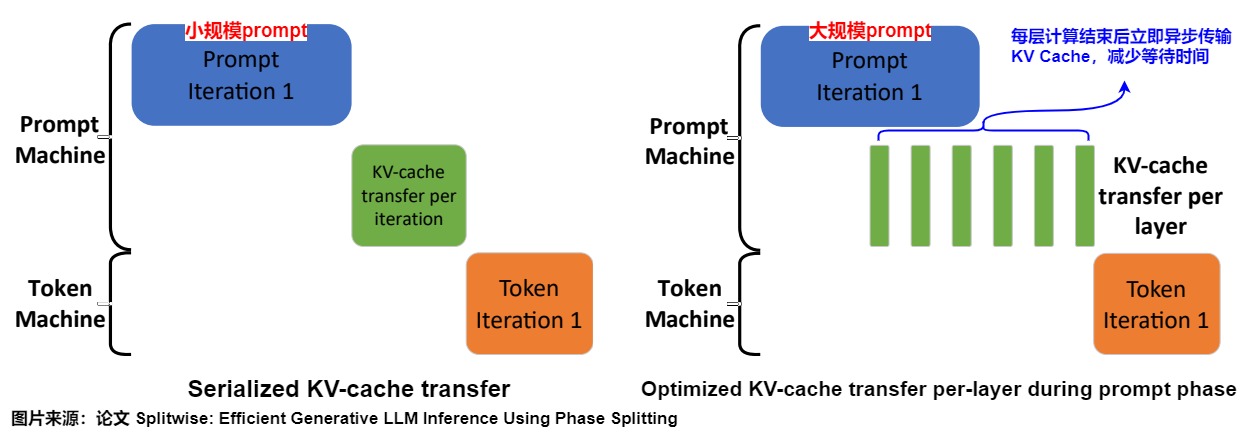 小规模prompt
Prompt
Iteration 1
Prompt
Machine
KV-cache
transfer per
iteration
Token
Machine
Token
Iteration 1
Serialized KV-cache transfer
大规模prompt
Prompt
Iteration 1
每层计算结束后立即异步传输
KV Cache，减少等待时间
Prompt
Machine
KV-cache
transfer per
layer
Token
Machine
Token
Iteration 1
Optimized KV-cache transfer per-layer during prompt phase
图片来源：论文 Splitwise: Efficient Generative LLM Inference Using Phase Splitting